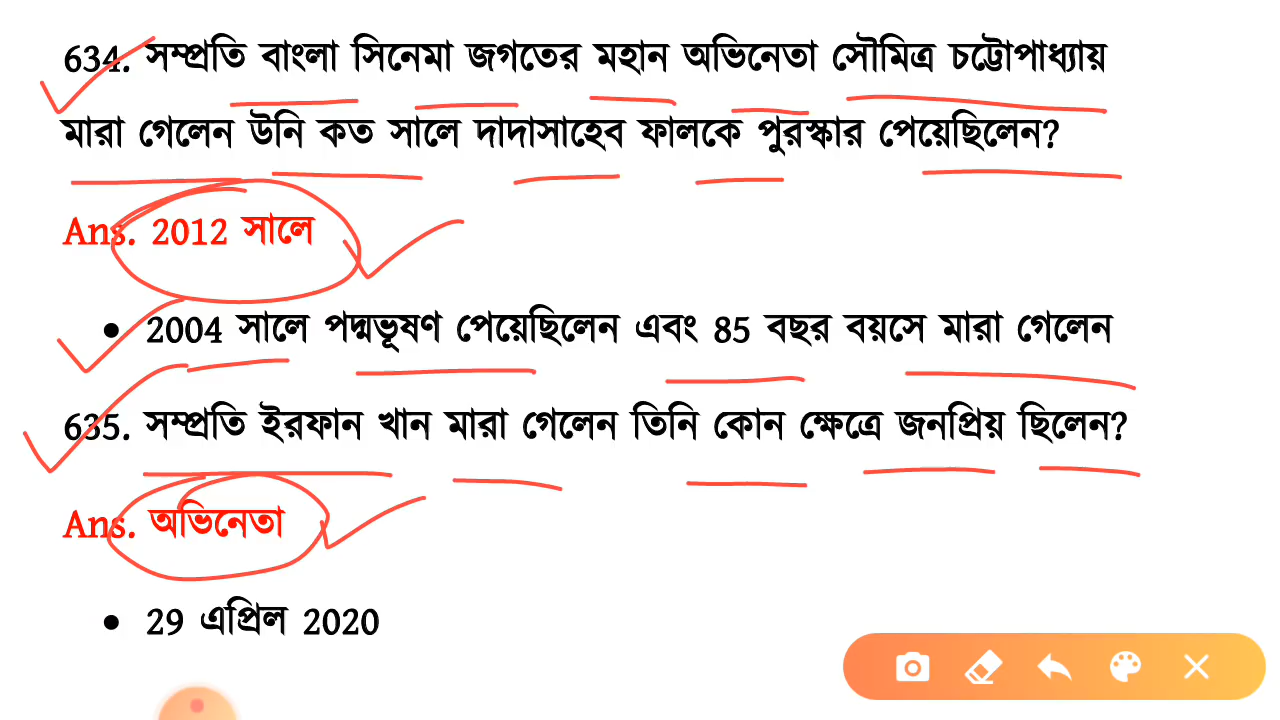 634. সম্প্রতি বাংলা সিনেমা জগতের মহান অভিনেতা সৌমিত্র চট্টোপাধ্যায়
মারা গেলেন উনি কত সালে দাদাসাহেব ফালকে পুরস্কার পেয়েছিলেন?
Ans. 2012 সালে
• 2004 সালে পদ্মভূষণ পেয়েছিলেন এবং 85 বছর বয়সে মারা গেলেন
635. সম্প্রতি ইরফান খান মারা গেলেন তিনি কোন ক্ষেত্রে জনপ্রিয় ছিলেন?
Ans. অভিনেতা
• 29 এপ্রিল 2020